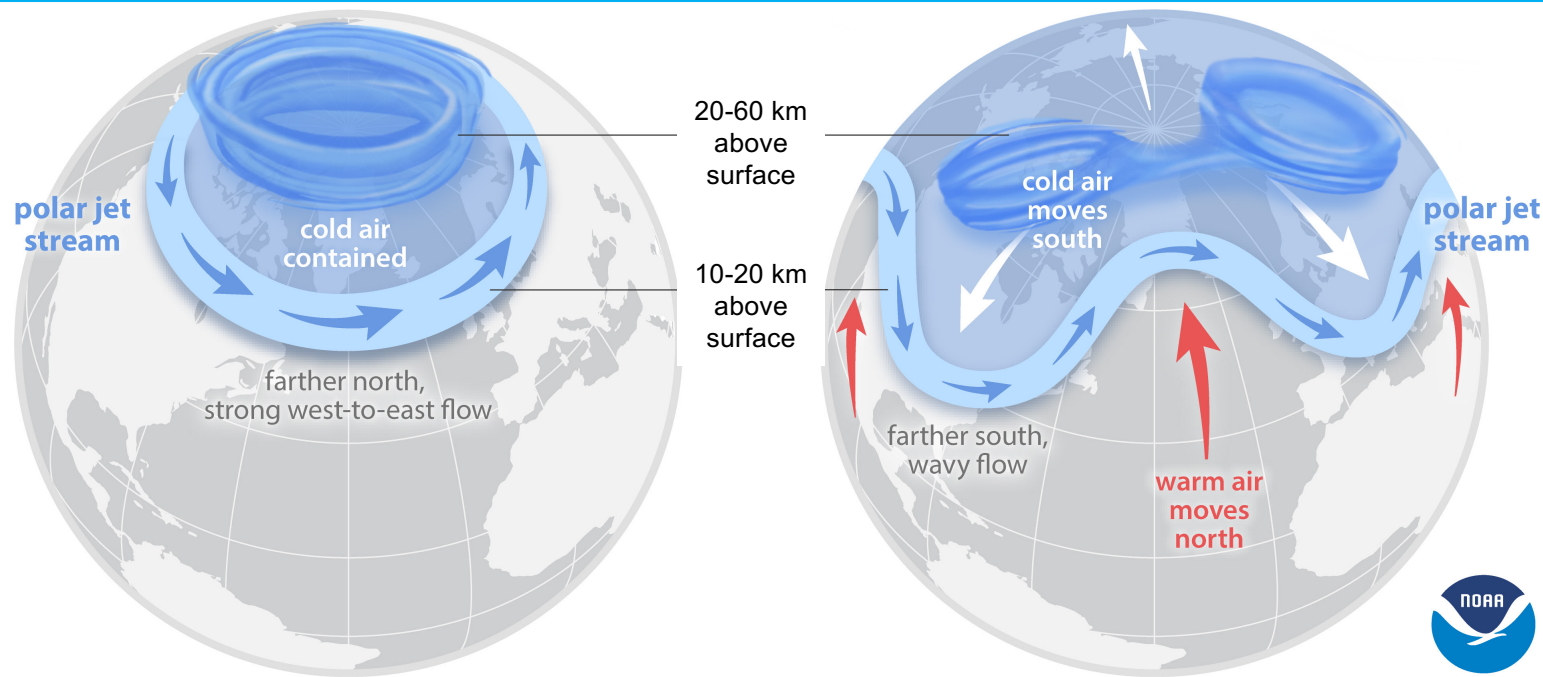 polar jet
stream
cold air
contained
farther north,
strong west-to-east flow
20-60 km
above
surface
10-20 km
above
surface
cold air
moves
south
polar jet
stream
farther south,
wavy flow
warm air
moves
north
NOAA